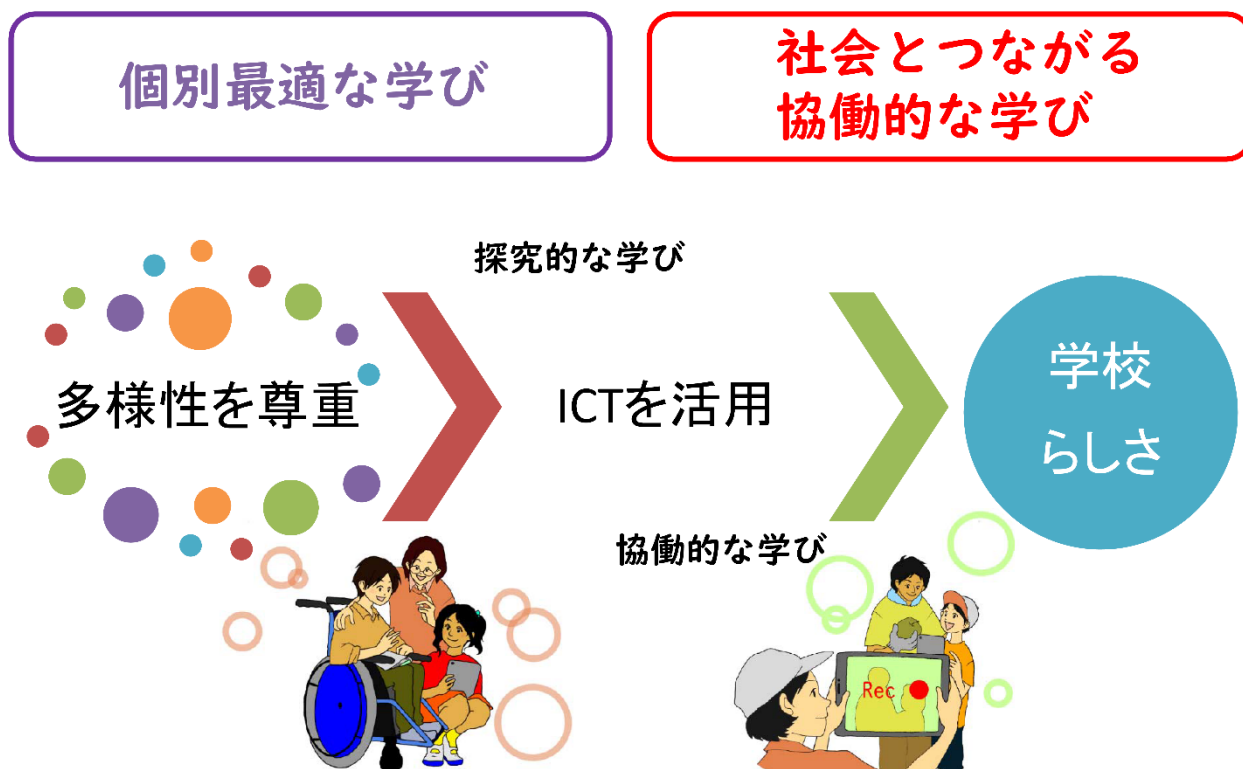 個別最適な学び
社会とつながる
協働的な学び
探究的な学び
多様性を尊重
ICTを活用
学校
らしさ
協働的な学び
Rec